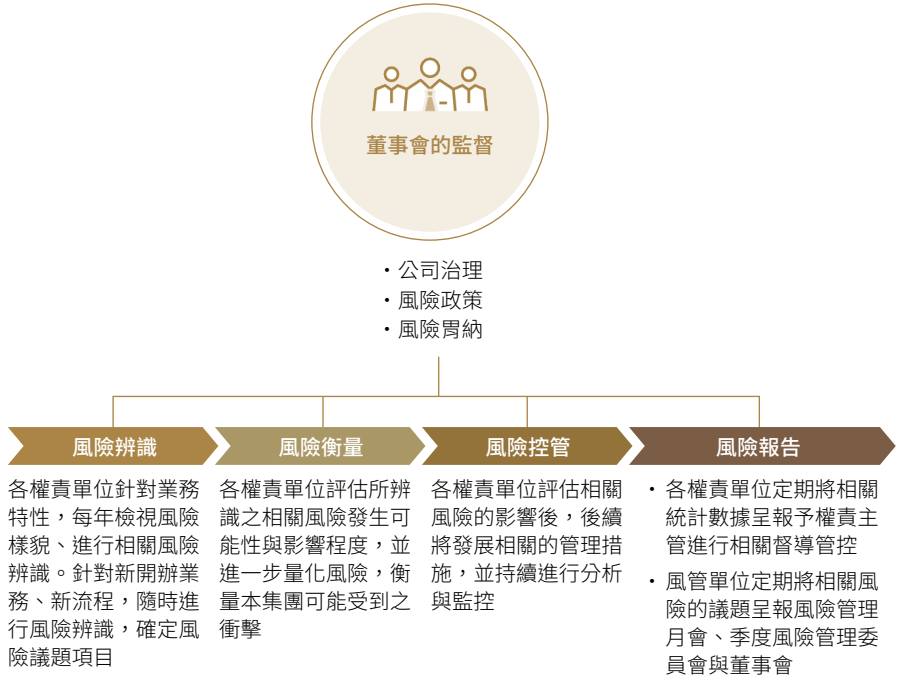 董事會的監督
・公司治理
・風險政策
・風險胃納
風險辨識
各權責單位針對業務
特性，每年檢視風險
樣貌、進行相關風險
辨識。針對新開辦業
務、新流程，隨時進
行風險辨識，確定風
險議題項目
風險衡量
各權責單位評估所辨
識之相關風險發生可
能性與影響程度，並
進一步量化風險，衡
量本集團可能受到之
衝擊
風險控管
各權責單位評估相關
風險的影響後，後續
將發展相關的管理措
施，並持續進行分析
與監控
風險報告
・各權責單位定期將相關
統計數據呈報予權責主
管進行相關督導管控
・風管單位定期將相關風
險的議題呈報風險管理
月會、季度風險管理委
員會與董事會